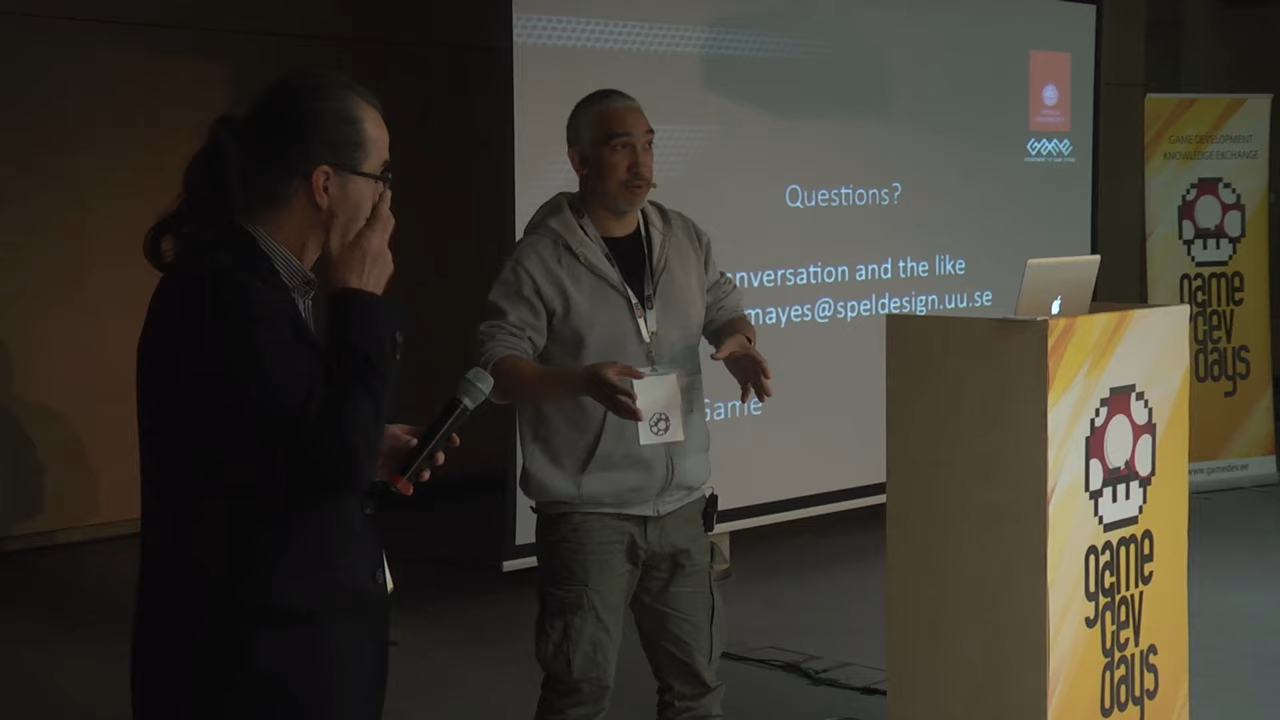 Questions?
onversation and the like
mayes@speldesign.uu.se
Game
GAME
GAME DEVELOPMENT
KNOWLEDGE EXCHANGE
game
dev
days
www.gamedev.ee
game
dev
days